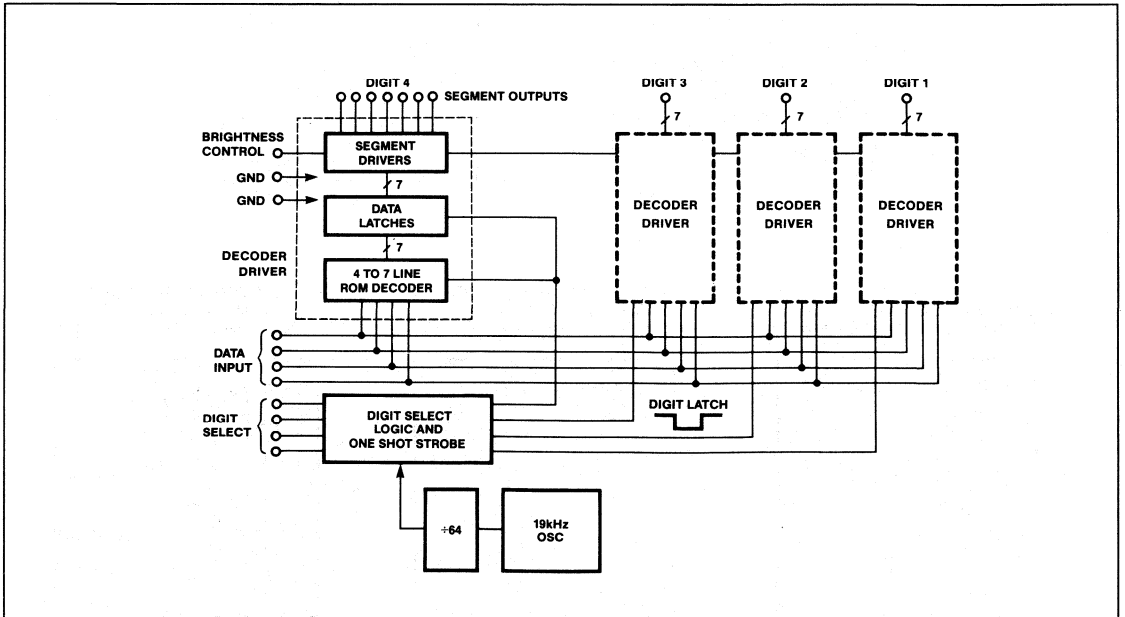 DIGIT 4
DIGIT 3
DIGIT 2
DIGIT 1
SEGMENT OUTPUTS
7
7
7
BRIGHTNESS
CONTROL
SEGMENT
DRIVERS
GND
7
GND
DATA
LATCHES
DECODER
DRIVER
DECODER
DRIVER
DECODER
DRIVER
7
DECODER
DRIVER
4 TO 7 LINE
ROM DECODER
DATA
INPUT
DIGIT
SELECT
DIGIT SELECT
LOGIC AND
ONE SHOT STROBE
DIGIT LATCH
÷64
19kHz
OSC